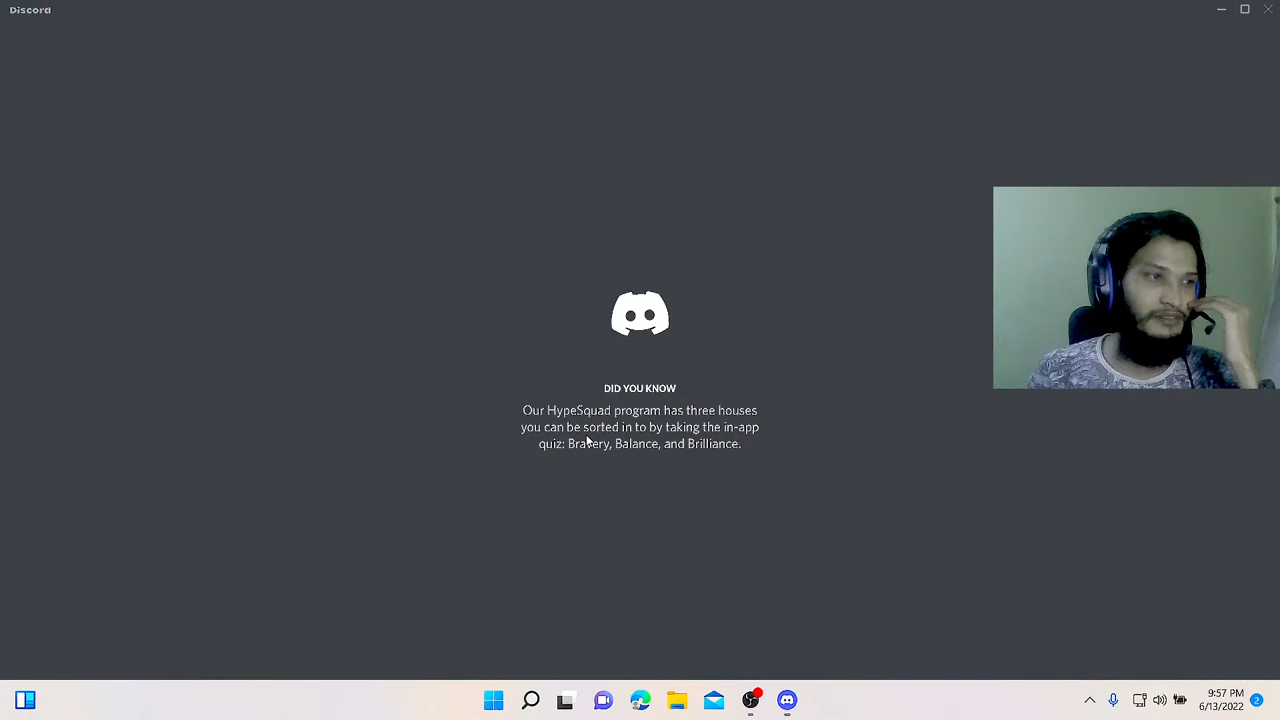 Discord
DID YOU KNOW
Our HypeSquad program has three houses
you can be sorted in to by taking the in-app
quiz: Bravery, Balance, and Brilliance.
9:57 PM
6/13/2022
2